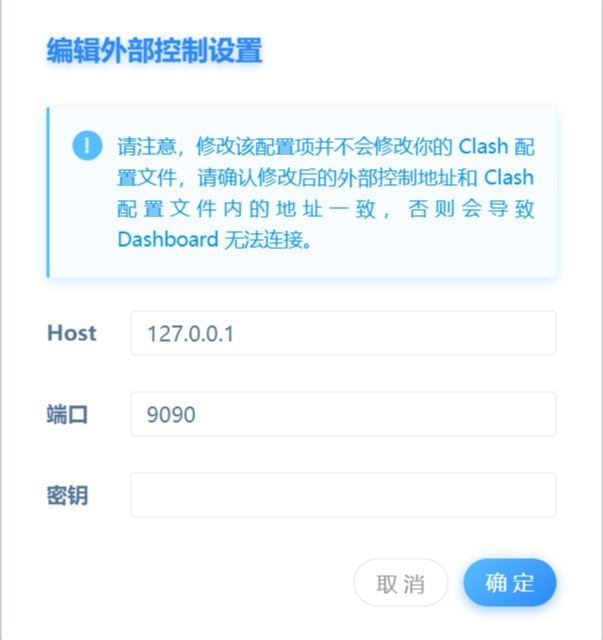 编辑外部控制设置
请注意，修改该配置项并不会修改你的 Clash 配
置文件，请确认修改后的外部控制地址和 Clash
配置文件内的地址一致，否则会导致
Dashboard 无法连接。
Host 127.0.0.1
端口 9090
密钥
取消 确定